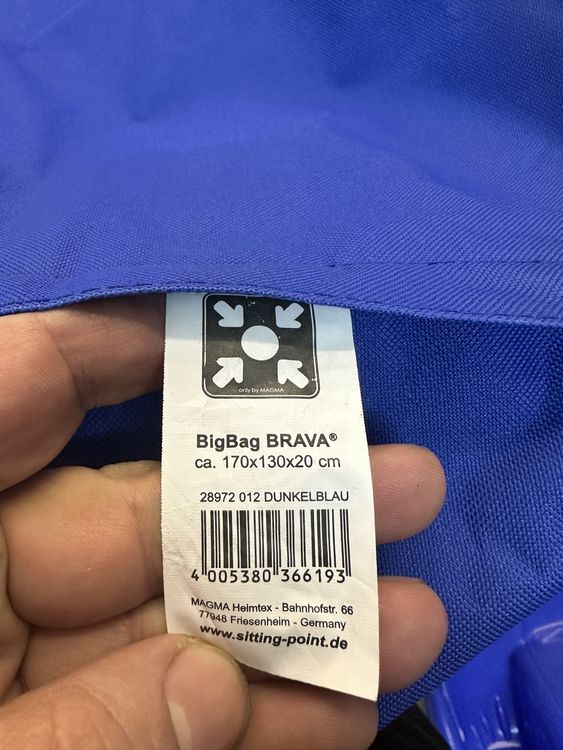 only by MAGMA
BigBag BRAVA®
ca. 170x130x20 cm
28972 012 DUNKELBLAU
4 005380 366193
MAGMA Heimtex - Bahnhofstr. 66
77948 Friesenheim - Germany
www.sitting-point.de